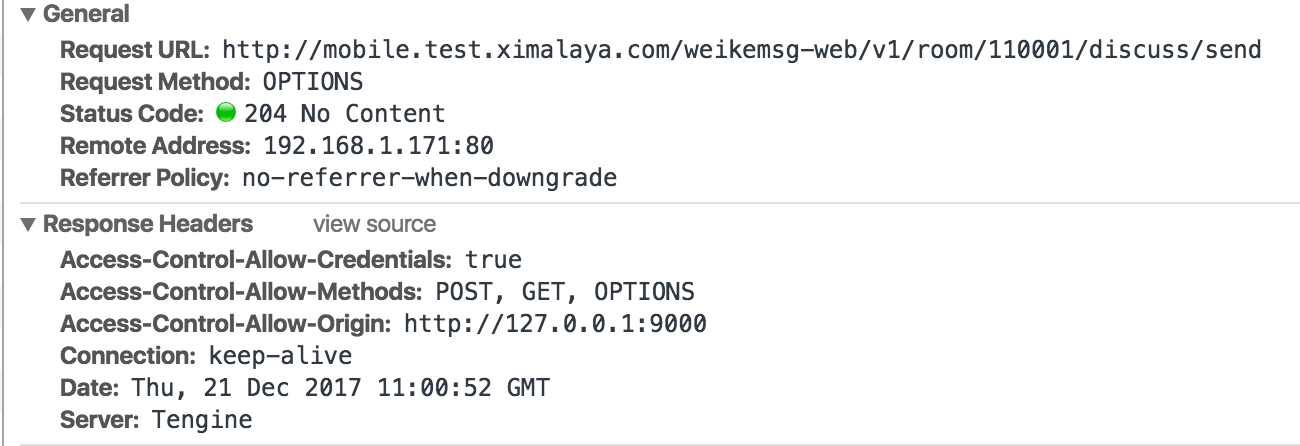 ▼ General
Request URL: http://mobile.test.ximalaya.com/weikemsg-web/v1/room/110001/discuss/send
Request Method: OPTIONS
Status Code: 204 No Content
Remote Address: 192.168.1.171:80
Referrer Policy: no-referrer-when-downgrade
▼ Response Headers view source
Access-Control-Allow-Credentials: true
Access-Control-Allow-Methods: POST, GET, OPTIONS
Access-Control-Allow-Origin: http://127.0.0.1:9000
Connection: keep-alive
Date: Thu, 21 Dec 2017 11:00:52 GMT
Server: Tengine